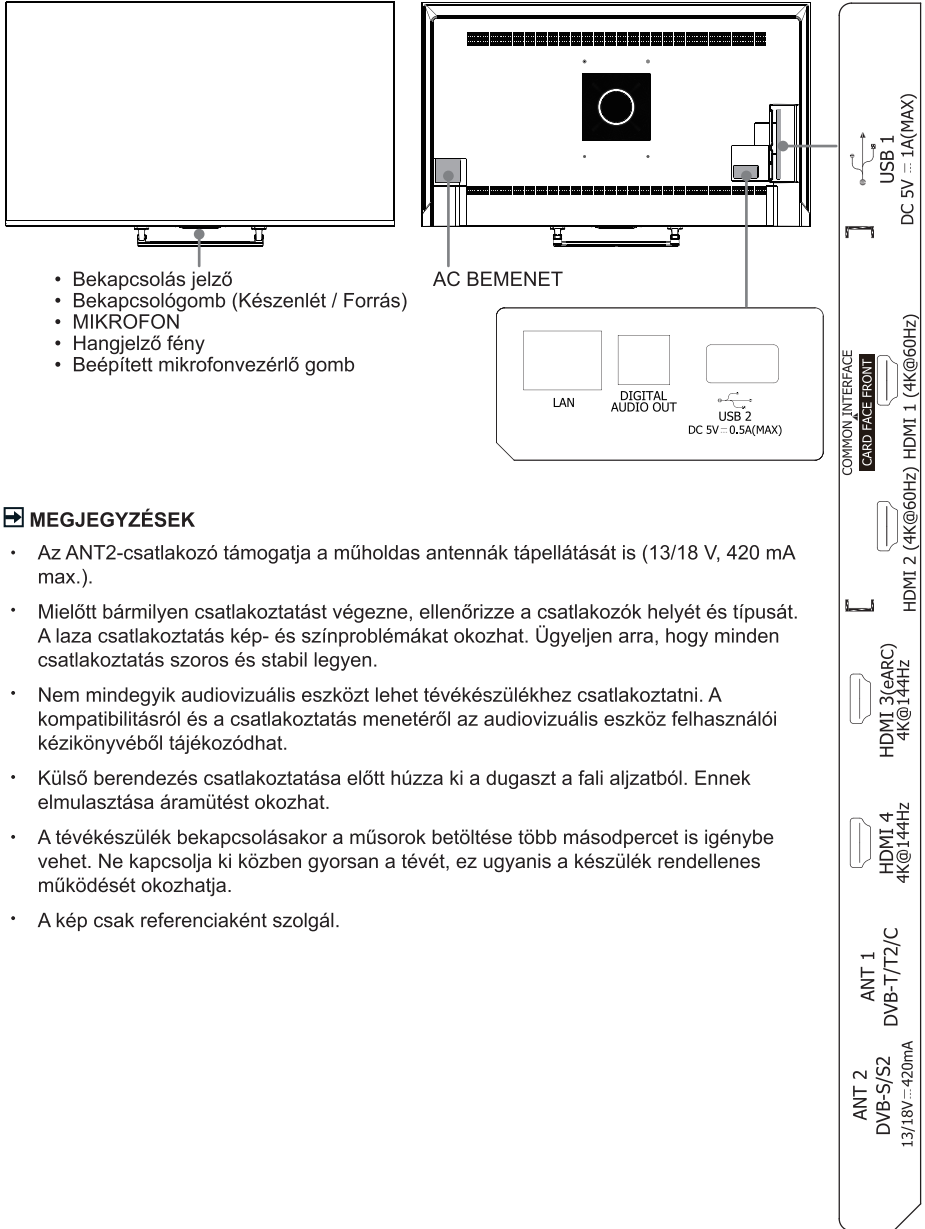 • Bekapcsolás jelző
• Bekapcsológomb (Készenlét / Forrás)
• MIKROFON
• Hangjelző fény
• Beépített mikrofonvezérlő gomb
AC BEMENET
LAN
DIGITAL
AUDIO OUT
USB 2
DC 5V⎓0.5A(MAX)
USB 1
DC 5V⎓1A(MAX)
COMMON INTERFACE
CARD FACE FRONT
HDMI 1 (4K@60Hz)
HDMI 2 (4K@60Hz)
HDMI 3(eARC)
4K@144Hz
HDMI 4
4K@144Hz
ANT 1
DVB-T/T2/C
ANT 2
DVB-S/S2
13/18V⎓420mA
MEGJEGYZÉSEK
• Az ANT2-csatlakozó támogatja a műholdas antennák tápellátását is (13/18 V, 420 mA
max.).
• Mielőtt bármilyen csatlakoztatást végezne, ellenőrizze a csatlakozók helyét és típusát.
A laza csatlakoztatás kép- és színproblémákat okozhat. Ügyeljen arra, hogy minden
csatlakoztatás szoros és stabil legyen.
• Nem mindegyik audiovizuális eszközt lehet tévékészülékhez csatlakoztatni. A
kompatibilitásról és a csatlakoztatás menetéről az audiovizuális eszköz felhasználói
kézikönyvéből tájékozódhat.
• Külső berendezés csatlakoztatása előtt húzza ki a dugaszt a fali aljzatból. Ennek
elmulasztása áramütést okozhat.
• A tévékészülék bekapcsolásakor a műsorok betöltése több másodpercet is igénybe
vehet. Ne kapcsolja ki közben gyorsan a tévét, ez ugyanis a készülék rendellenes
működését okozhatja.
• A kép csak referenciaként szolgál.